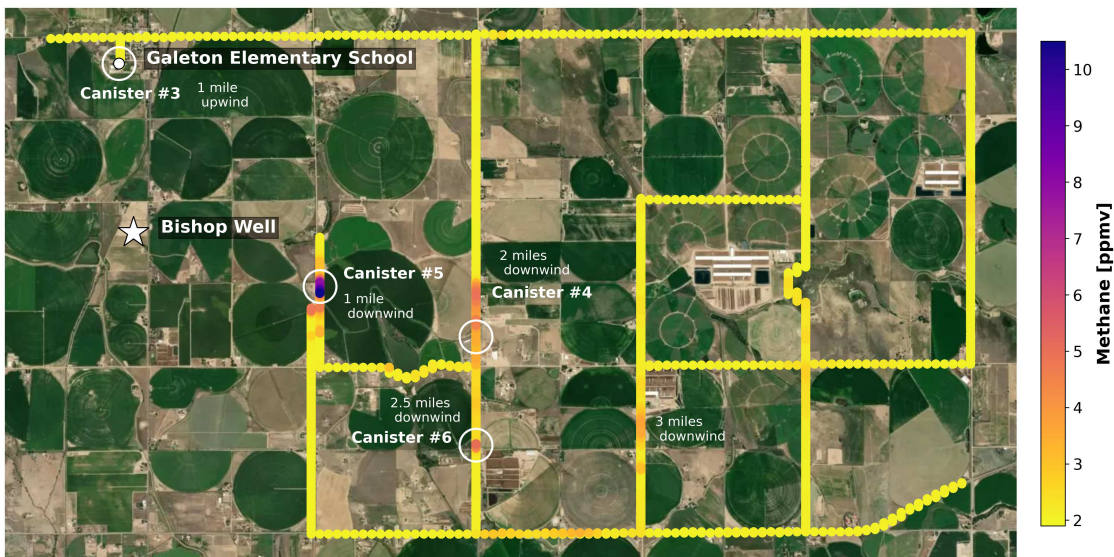 Galeton Elementary School
Canister #3
1 mile
upwind
Bishop Well
Canister #5
1 mile
downwind
2 miles
downwind
Canister #4
2.5 miles
downwind
Canister #6
3 miles
downwind
10
9
8
7
6
5
4
3
2
Methane [ppmv]